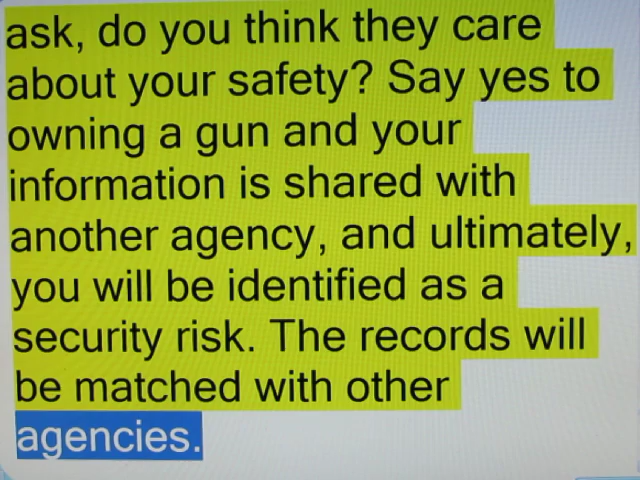 ask, do you think they care
about your safety? Say yes to
owning a gun and your
information is shared with
another agency, and ultimately,
you will be identified as a
security risk. The records will
be matched with other
agencies.